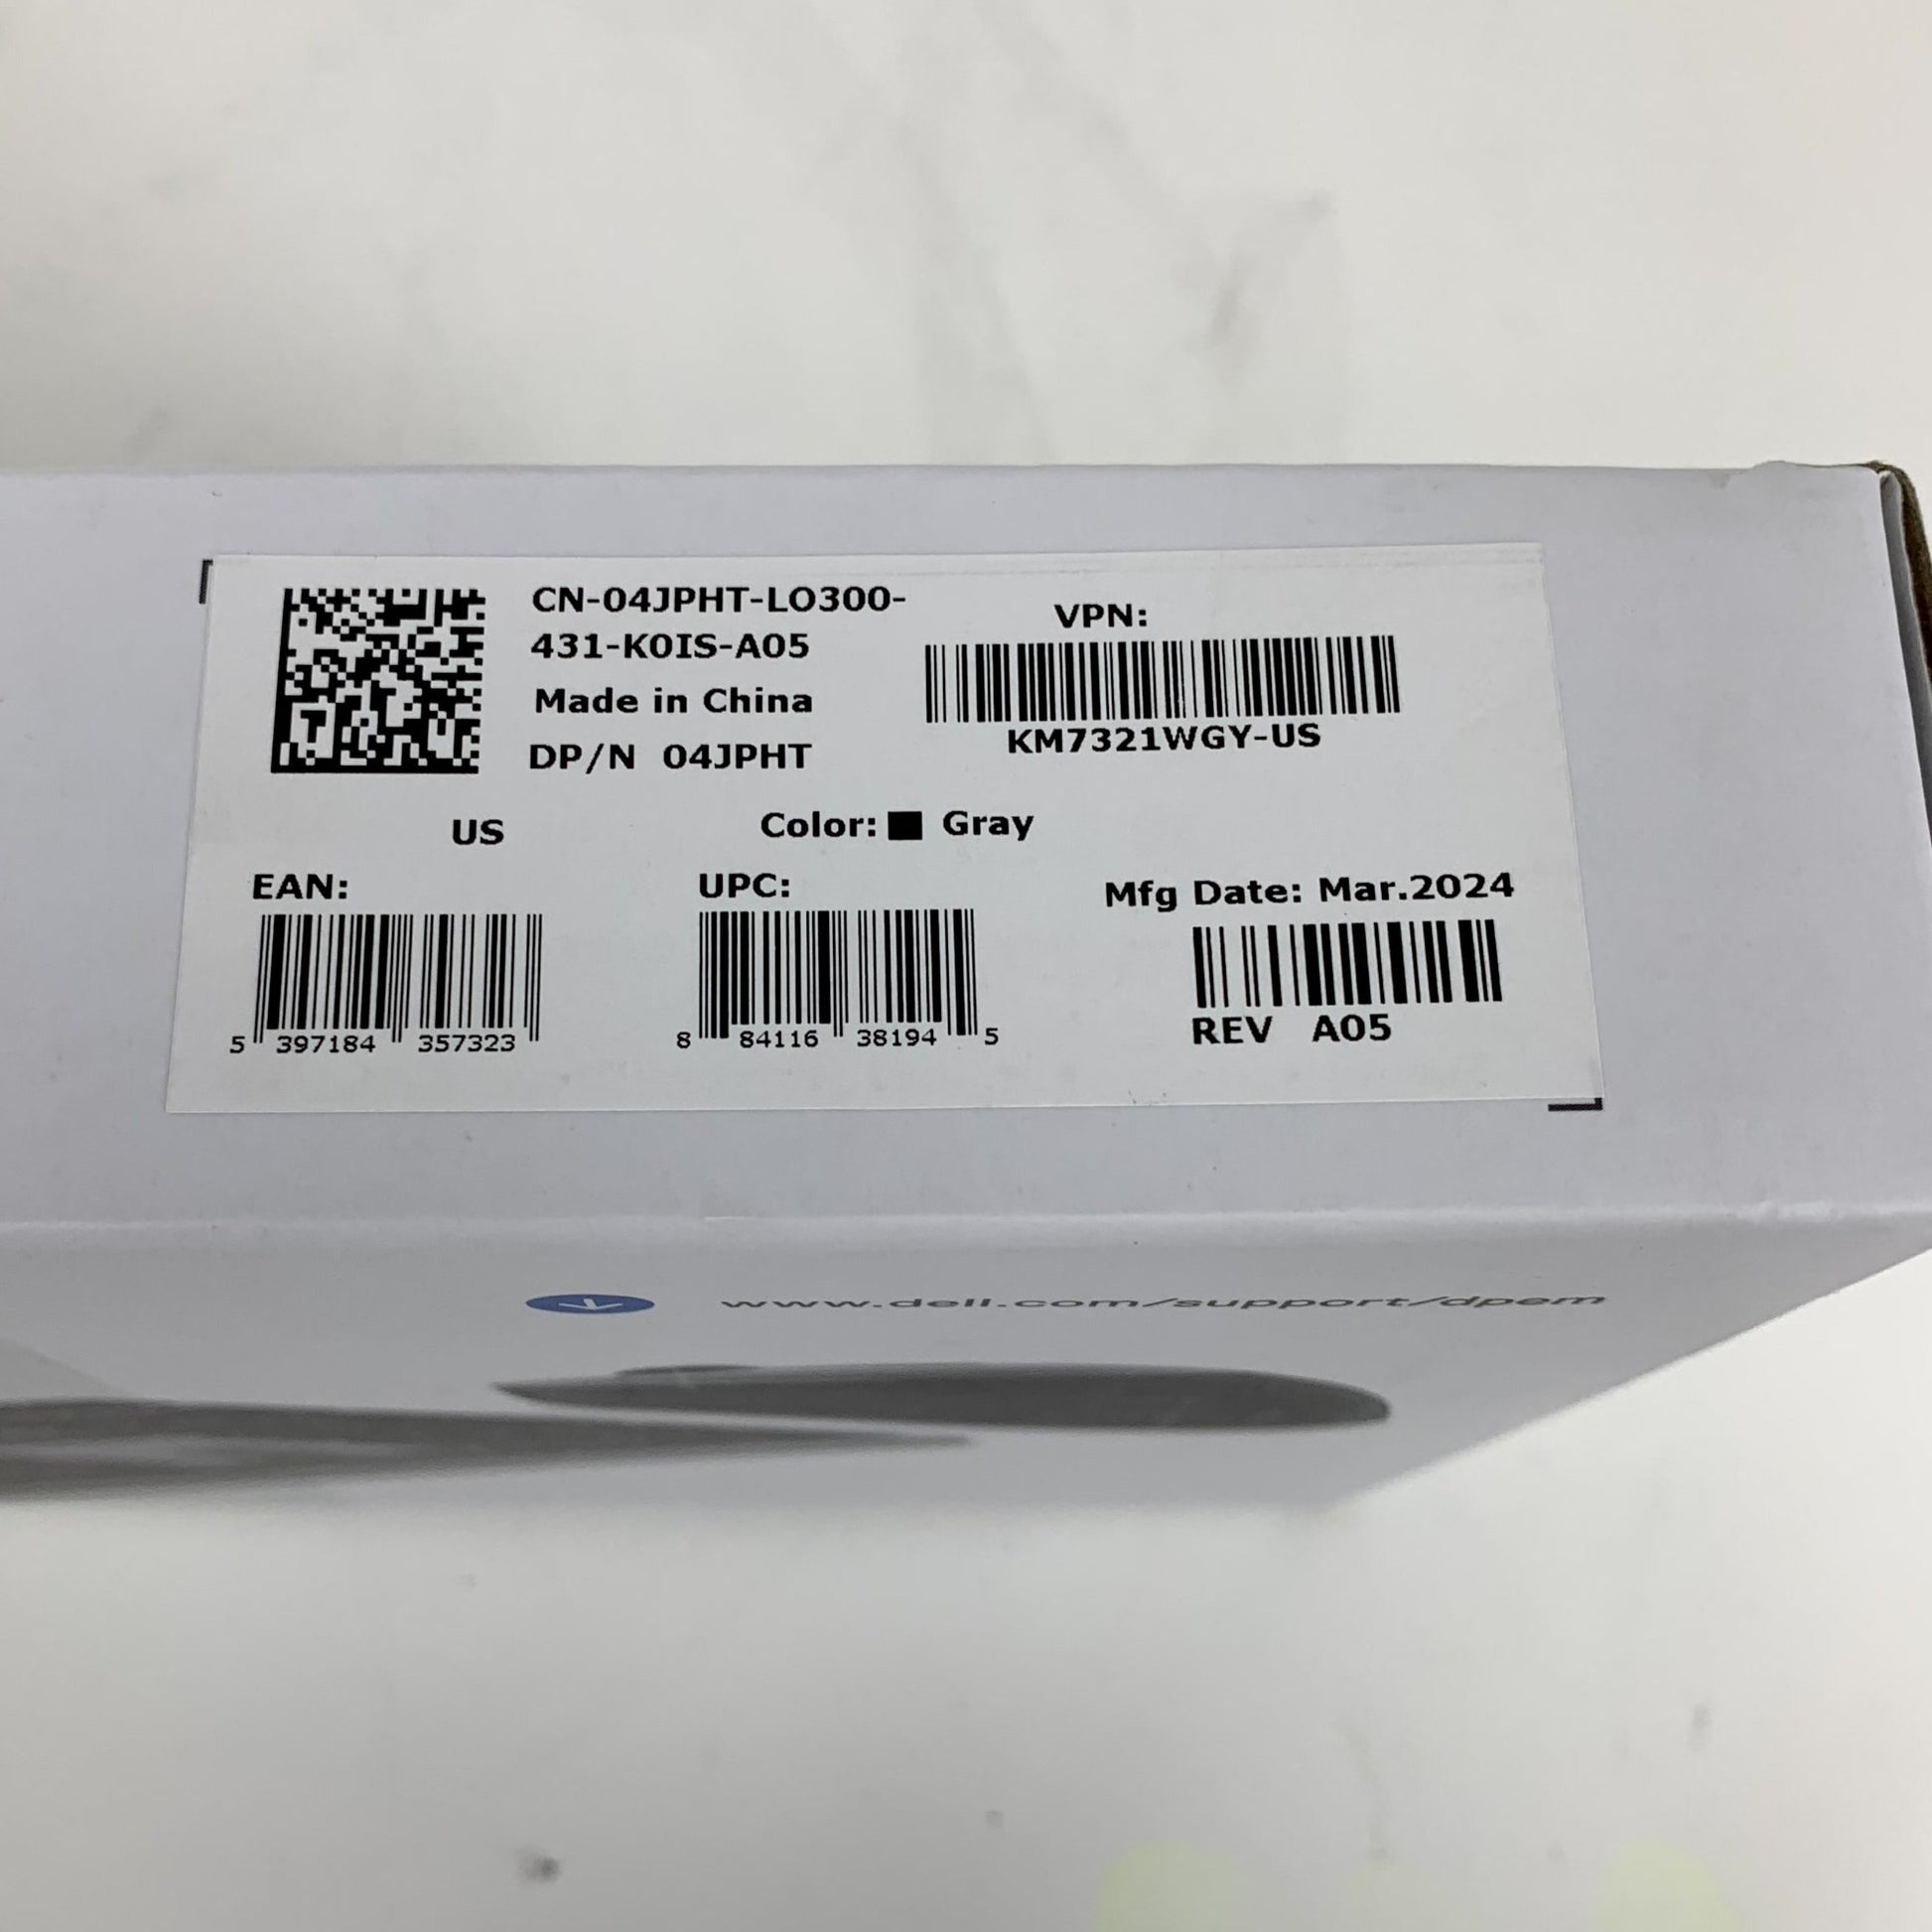 CN-04JPHT-LO300-
431-K0IS-A05
Made in China
DP/N 04JPHT
VPN:
KM7321WGY-US
US
Color: Gray
EAN:
5 397184 357323
UPC:
8 84116 38194 5
Mfg Date: Mar.2024
REV A05
www.dell.com/support/dpem